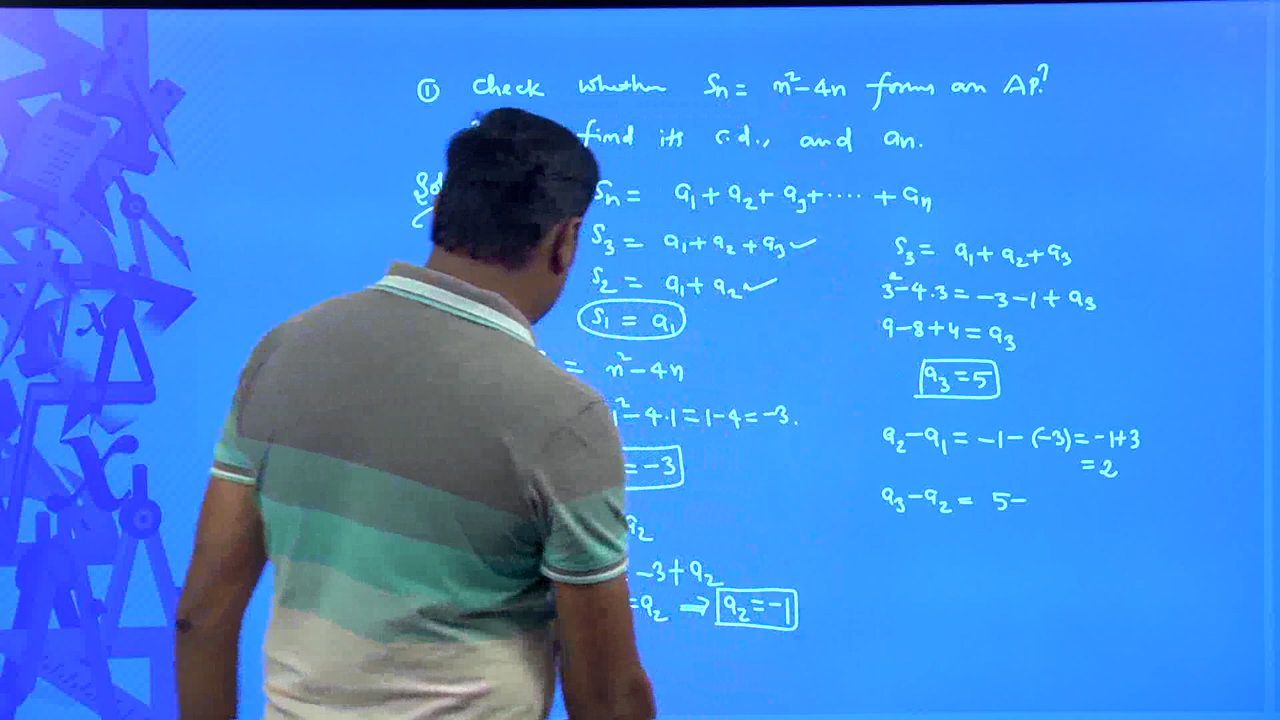 ① Check whether Sn = n²-4n forms an AP?
find its c.d., and an.
Sol
Sn = a₁+a₂+a₃+.....+an
S₃ = a₁+a₂+a₃ ✓
S₂ = a₁+a₂ ✓
S₁ = a₁
= n²-4n
1²-4.1=1-4=-3.
=-3
a₂
-3+a₂
=a₂ → a₂=-1
S₃= a₁+a₂+a₃
3²-4.3=-3-1+a₃
9-8+4=a₃
a₃=5
a₂-a₁= -1-(-3)=-1+3
=2
a₃-a₂= 5-